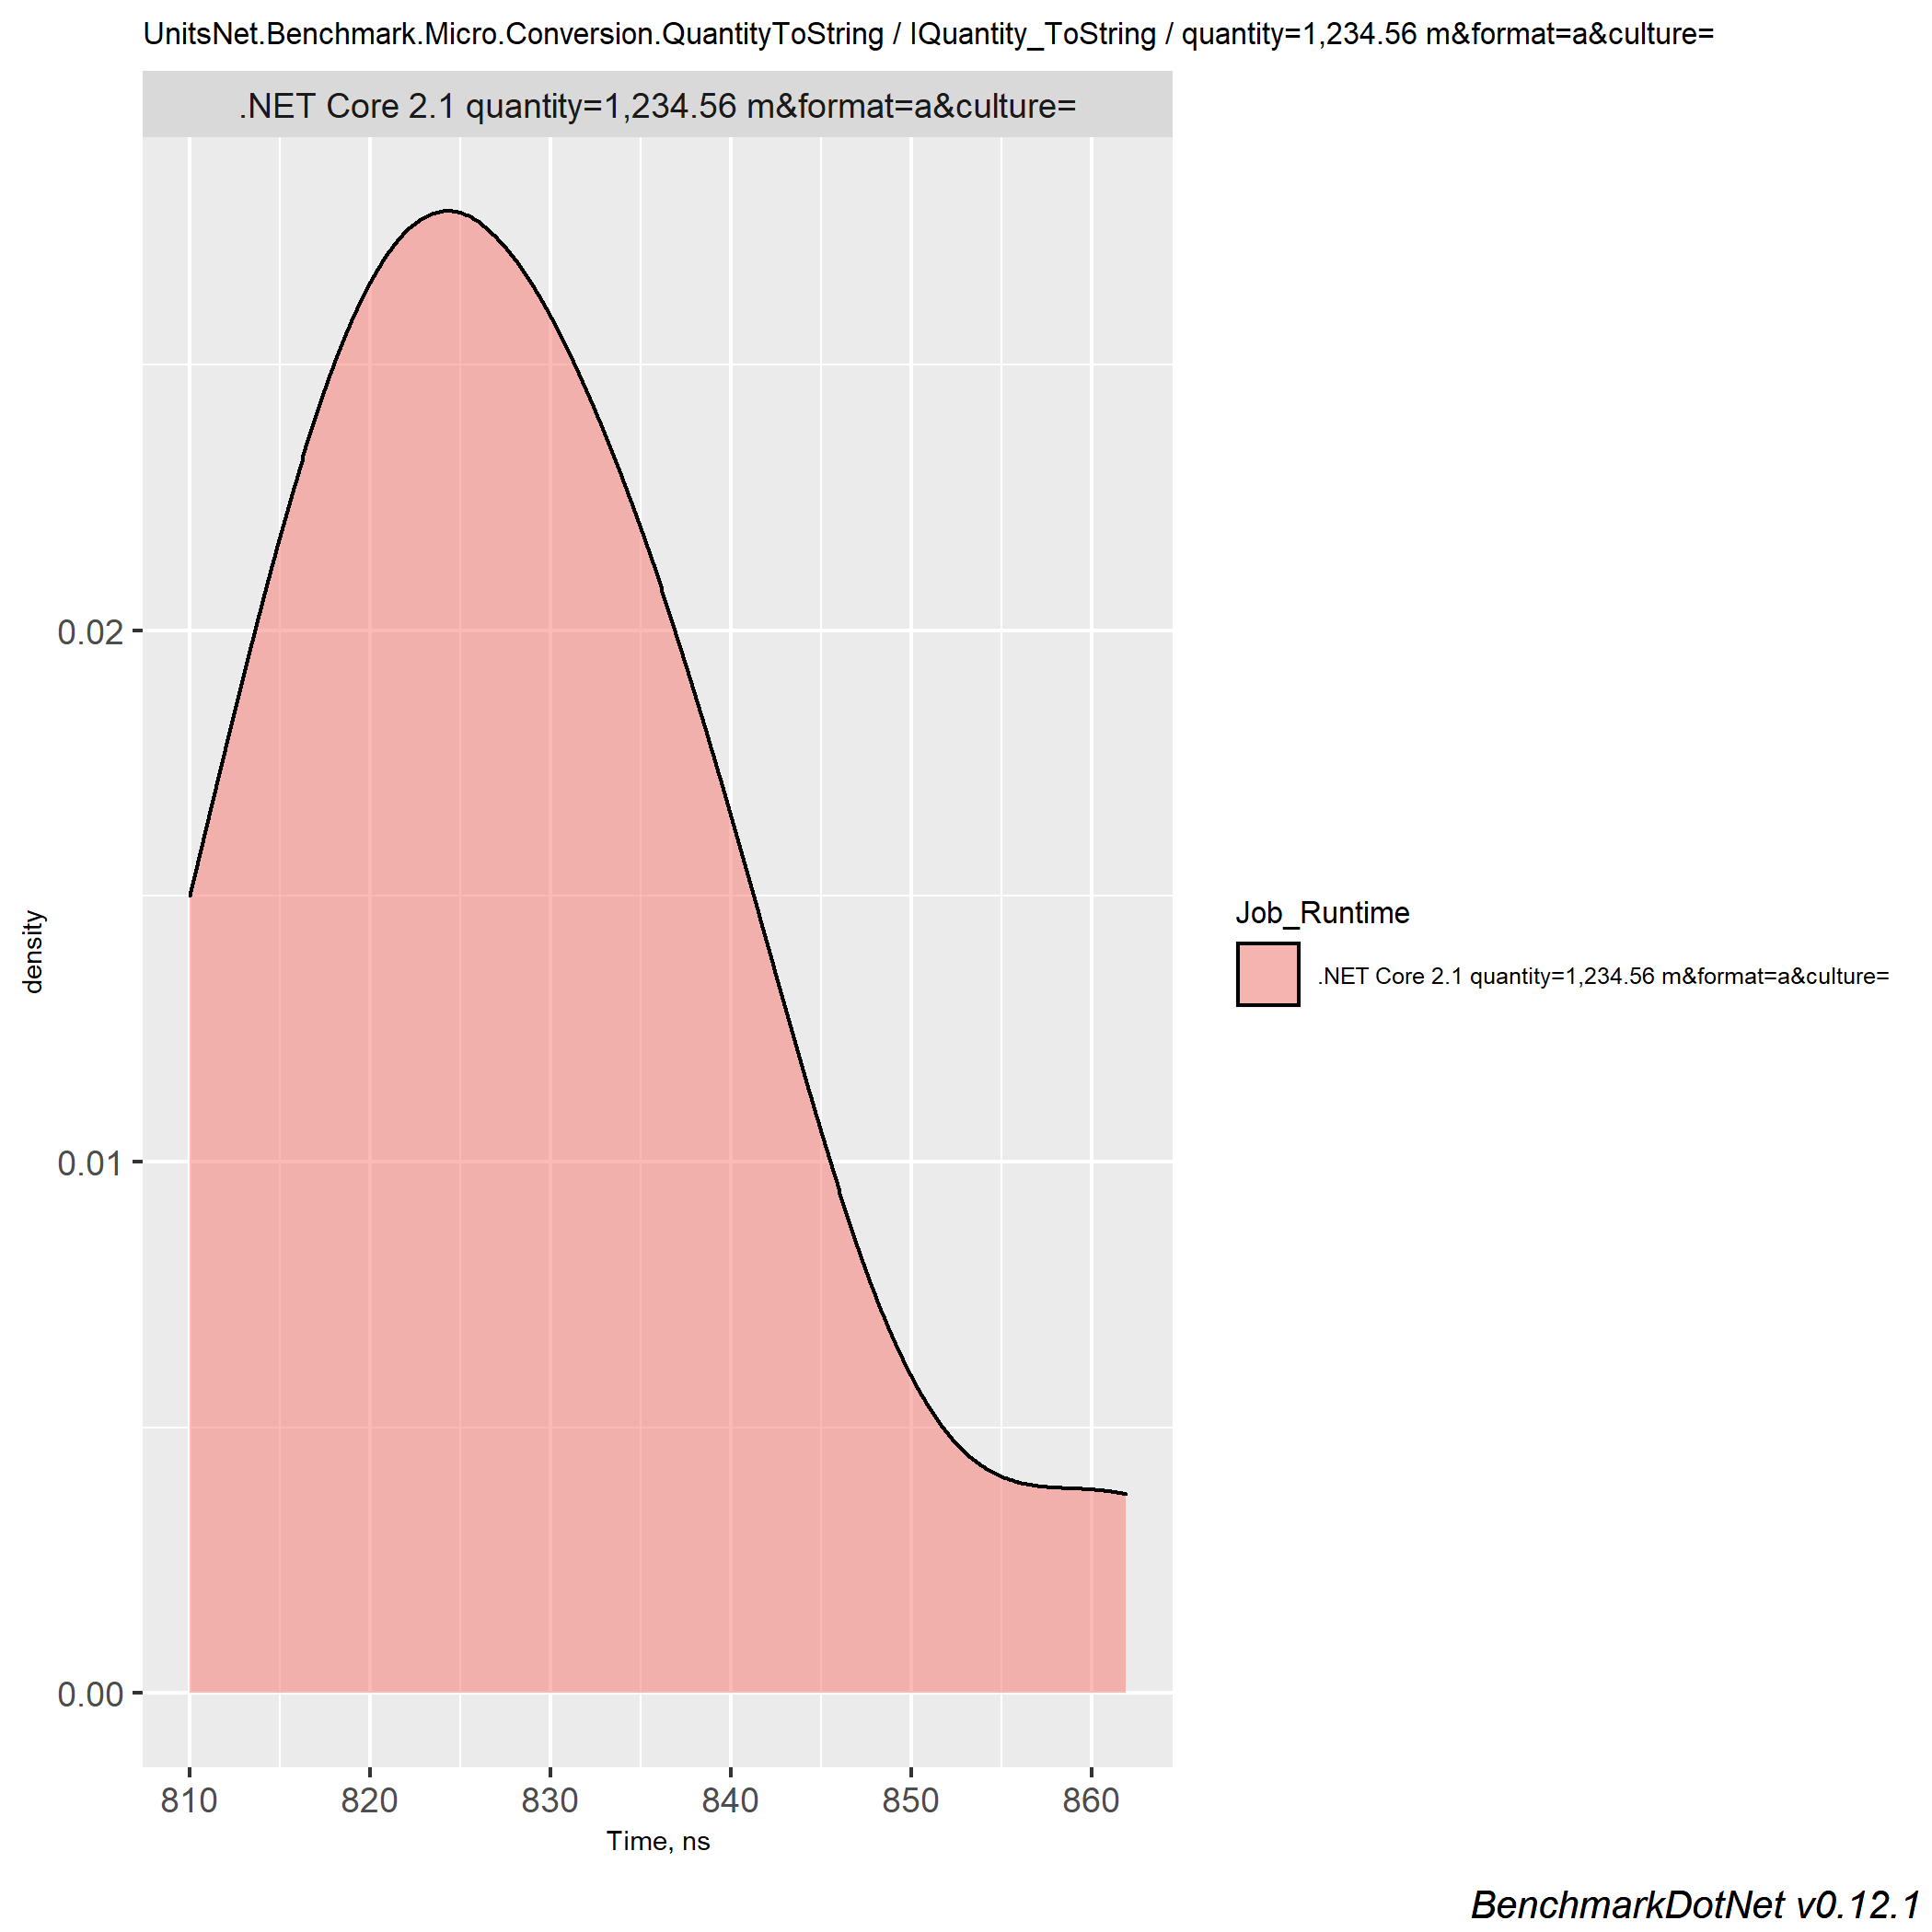 UnitsNet.Benchmark.Micro.Conversion.QuantityToString / IQuantity_ToString / quantity=1,234.56 m&format=a&culture=
.NET Core 2.1 quantity=1,234.56 m&format=a&culture=
0.02
0.01
0.00
density
810 820 830 840 850 860
Time, ns
Job_Runtime
.NET Core 2.1 quantity=1,234.56 m&format=a&culture=
BenchmarkDotNet v0.12.1